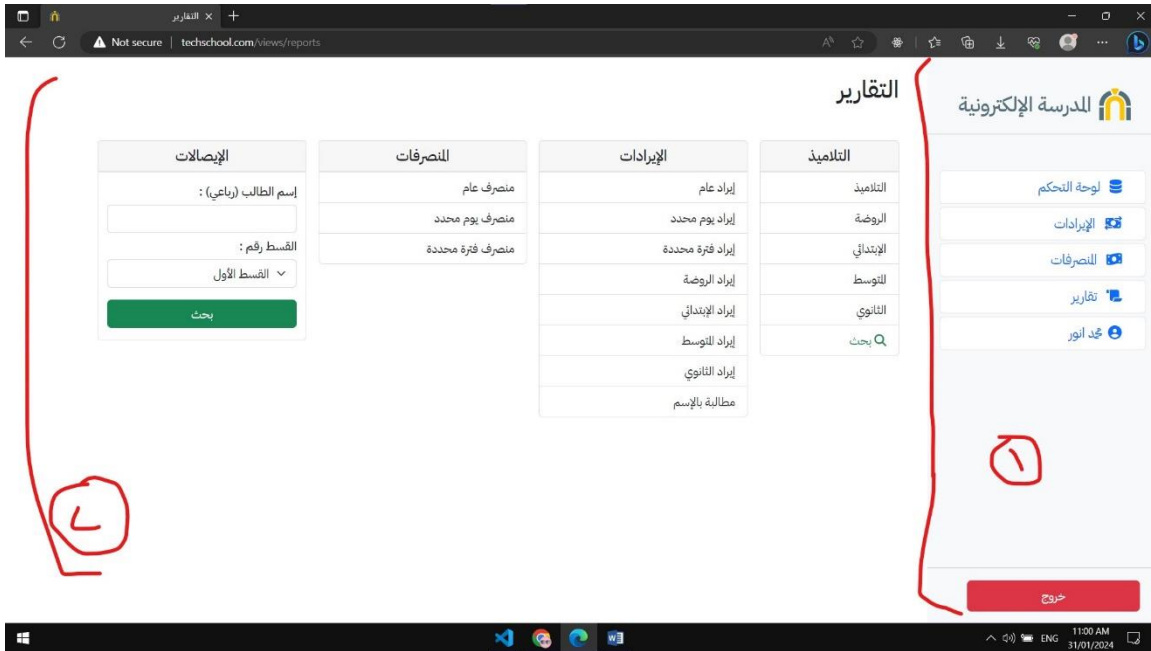 التقارير
Not secure | techschool.com/views/reports
المدرسة الإلكترونية
لوحة التحكم
الإيرادات
المنصرفات
تقارير
محمد انور
١
خروج
التقارير
التلاميذ
التلاميذ
الروضة
الإبتدائي
المتوسط
الثانوي
بحث
الإيرادات
إيراد عام
إيراد يوم محدد
إيراد فترة محددة
إيراد الروضة
إيراد الإبتدائي
إيراد المتوسط
إيراد الثانوي
مطالبة بالإسم
المنصرفات
منصرف عام
منصرف يوم محدد
منصرف فترة محددة
الإيصالات
إسم الطالب (رباعي) :
القسط رقم :
القسط الأول
بحث
ENG
11:00 AM
31/01/2024